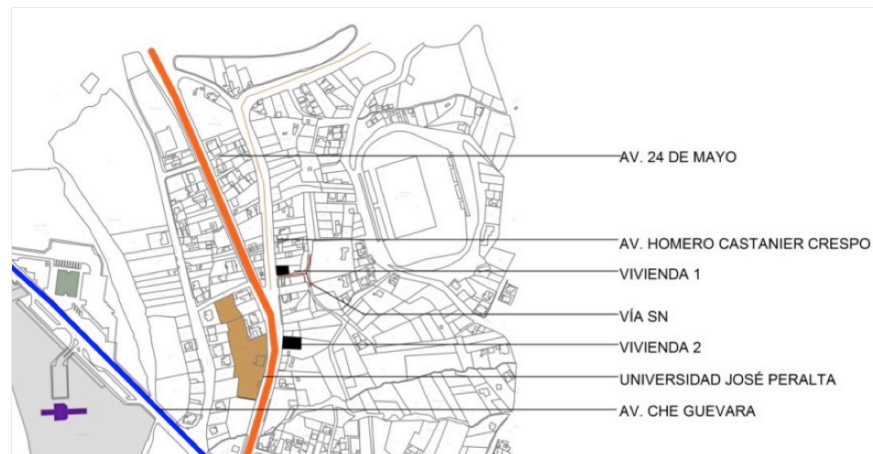 AV. 24 DE MAYO
AV. HOMERO CASTANIER CRESPO
VIVIENDA 1
VÍA SN
VIVIENDA 2
UNIVERSIDAD JOSÉ PERALTA
AV. CHE GUEVARA